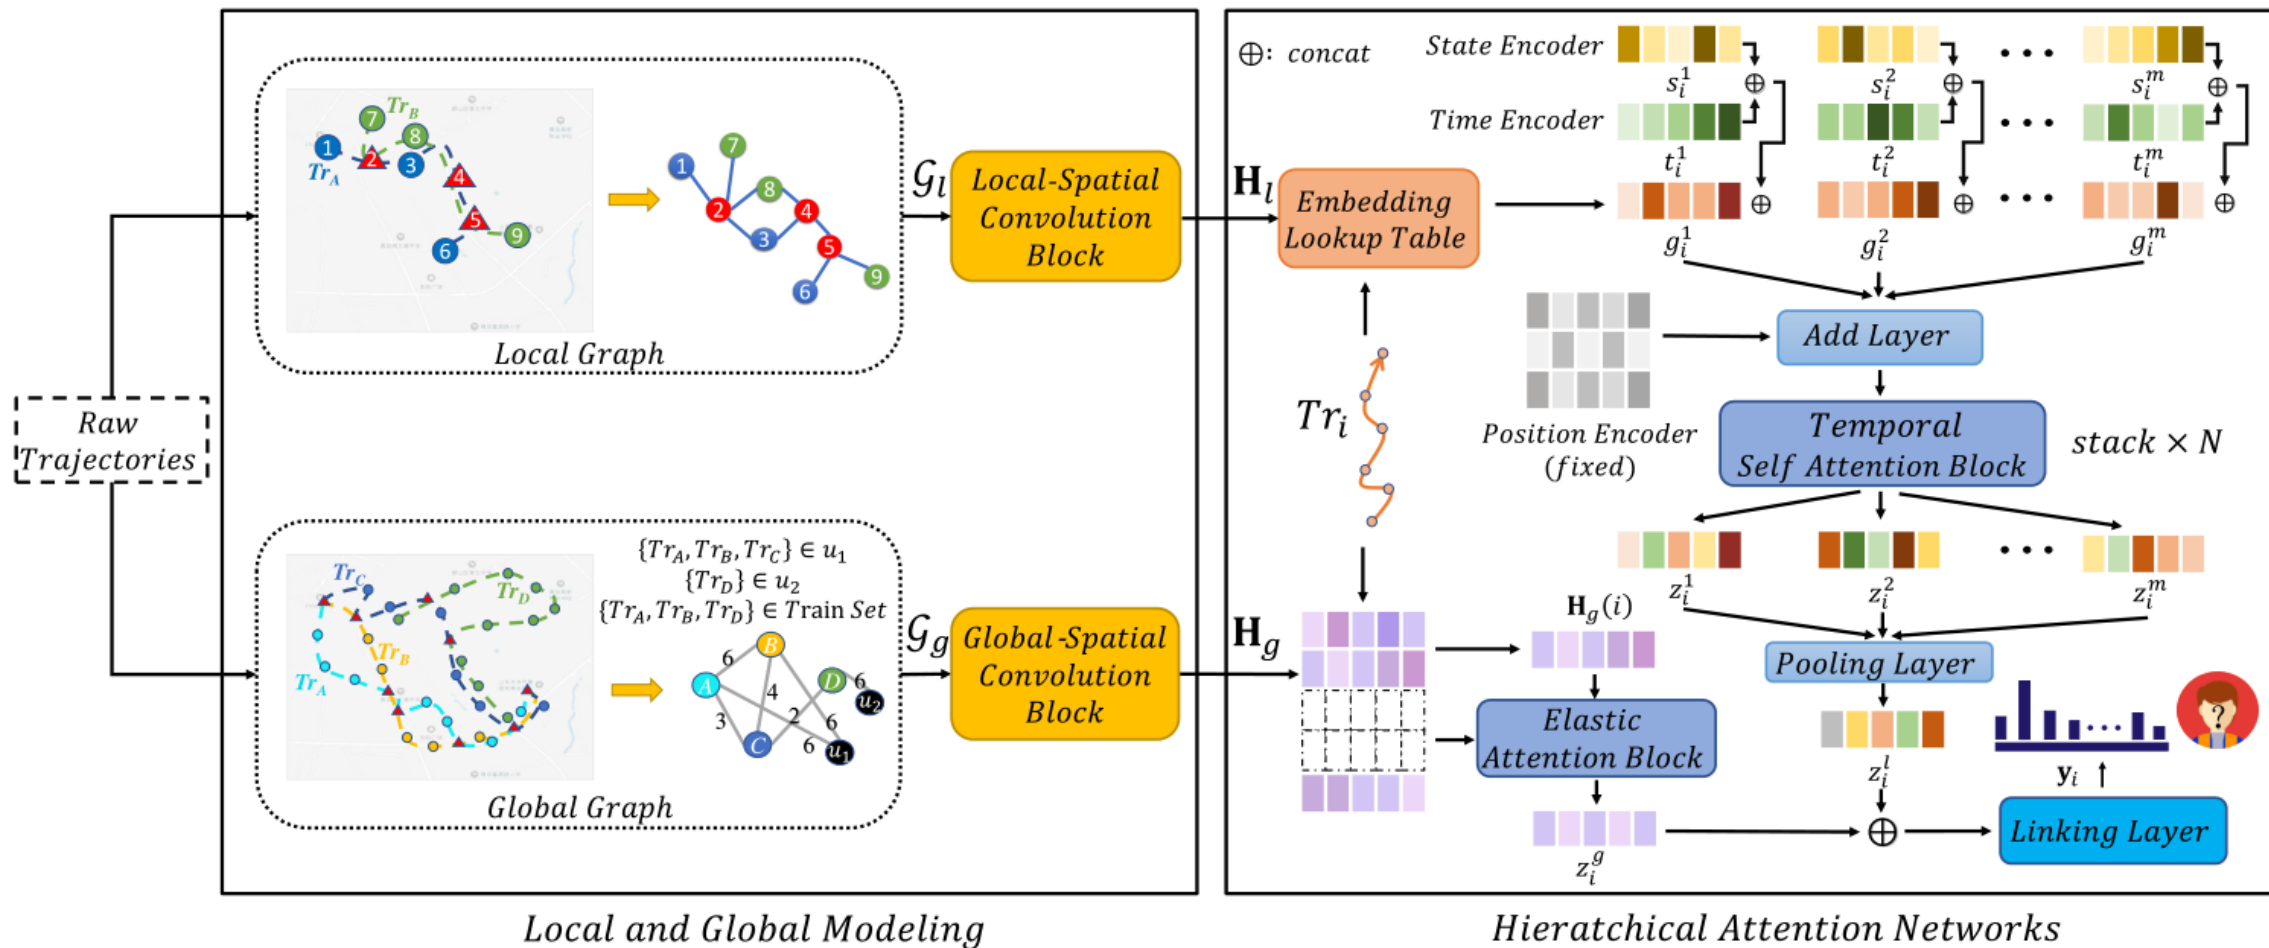 Raw
Trajectories
Tr_B
7
8
1
2
3
Tr_A
4
5
6
9
1
7
8
2
4
3
5
6
9
Local Graph
𝒢_l
Local-Spatial
Convolution
Block
Tr_C
Tr_D
Tr_B
Tr_A
{Tr_A, Tr_B, Tr_C} ∈ u_1
{Tr_D} ∈ u_2
{Tr_A, Tr_B, Tr_D} ∈ Train Set
B
6
A
D
6
4
u_2
3
2
6
C
6
u_1
Global Graph
𝒢_g
Global-Spatial
Convolution
Block
Local and Global Modeling
⊕: concat
State Encoder
s_i^1
s_i^2
s_i^m
Time Encoder
t_i^1
t_i^2
t_i^m
H_l
Embedding
Lookup Table
g_i^1
g_i^2
g_i^m
Add Layer
Position Encoder
(fixed)
Tr_i
Temporal
Self Attention Block
stack × N
z_i^1
z_i^2
z_i^m
H_g
H_g(i)
Pooling Layer
Elastic
Attention Block
z_i^l
z_i^g
?
y_i
Linking Layer
Hieratchical Attention Networks